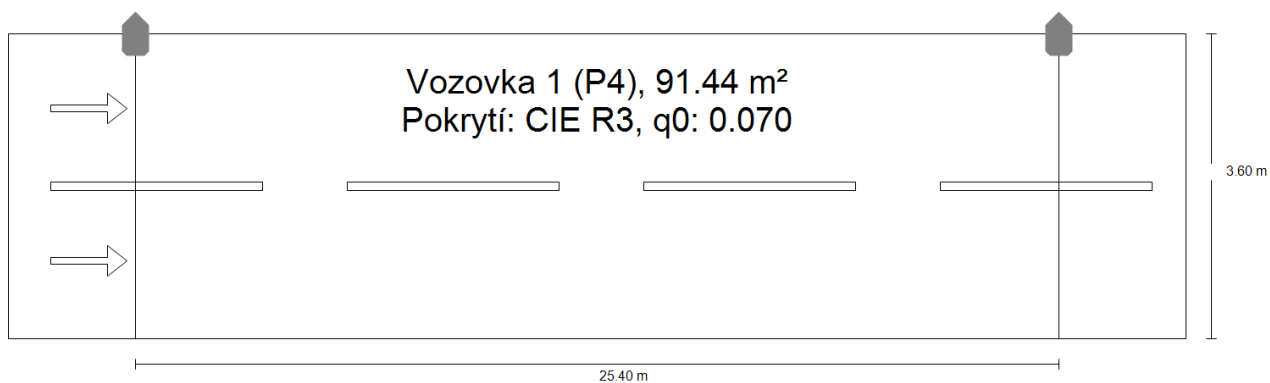 Vozovka 1 (P4), 91.44 m²
Pokrytí: CIE R3, q0: 0.070
3.60 m
25.40 m